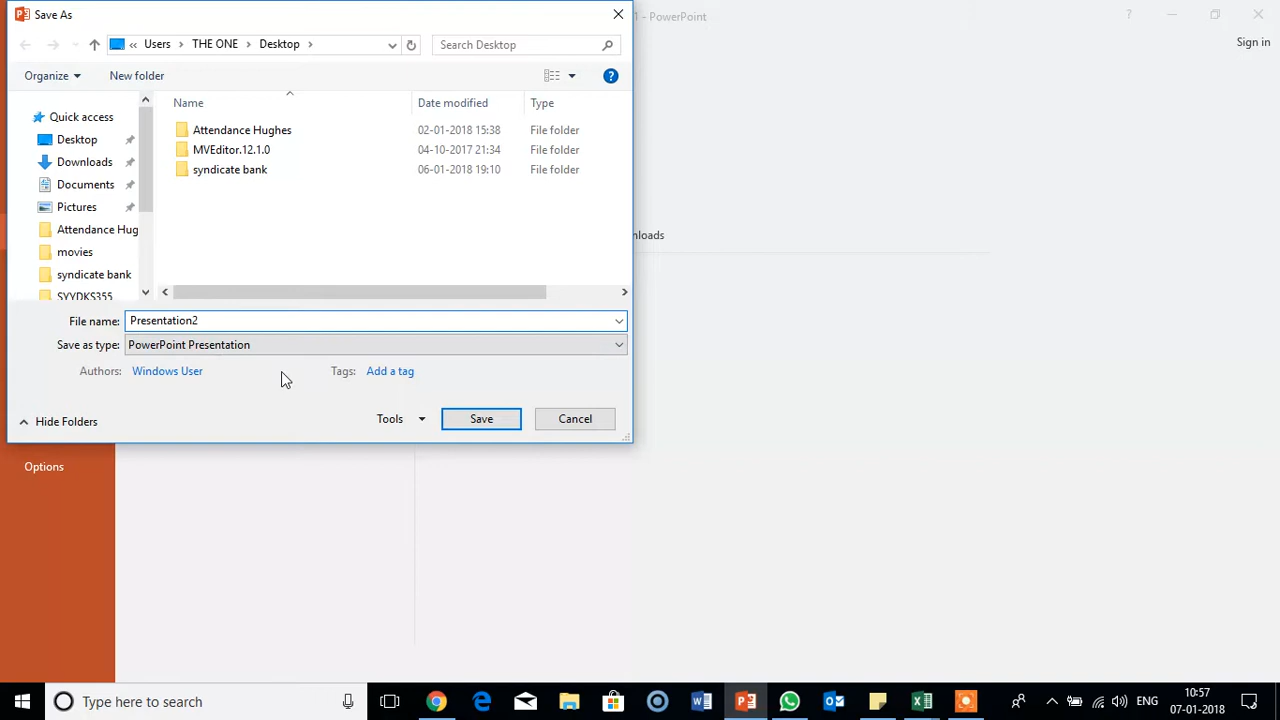 Save As
1 - PowerPoint
?
Sign in
« Users > THE ONE > Desktop >
Search Desktop
Organize
New folder
?
Name
Date modified
Type
Quick access
Desktop
Downloads
Documents
Pictures
Attendance Hug
movies
syndicate bank
SYYDKS355
Attendance Hughes 02-01-2018 15:38 File folder
MVEditor.12.1.0 04-10-2017 21:34 File folder
syndicate bank 06-01-2018 19:10 File folder
nloads
File name: Presentation2
Save as type: PowerPoint Presentation
Authors: Windows User
Tags: Add a tag
Hide Folders
Tools
Save
Cancel
Options
Type here to search
ENG
10:57
07-01-2018